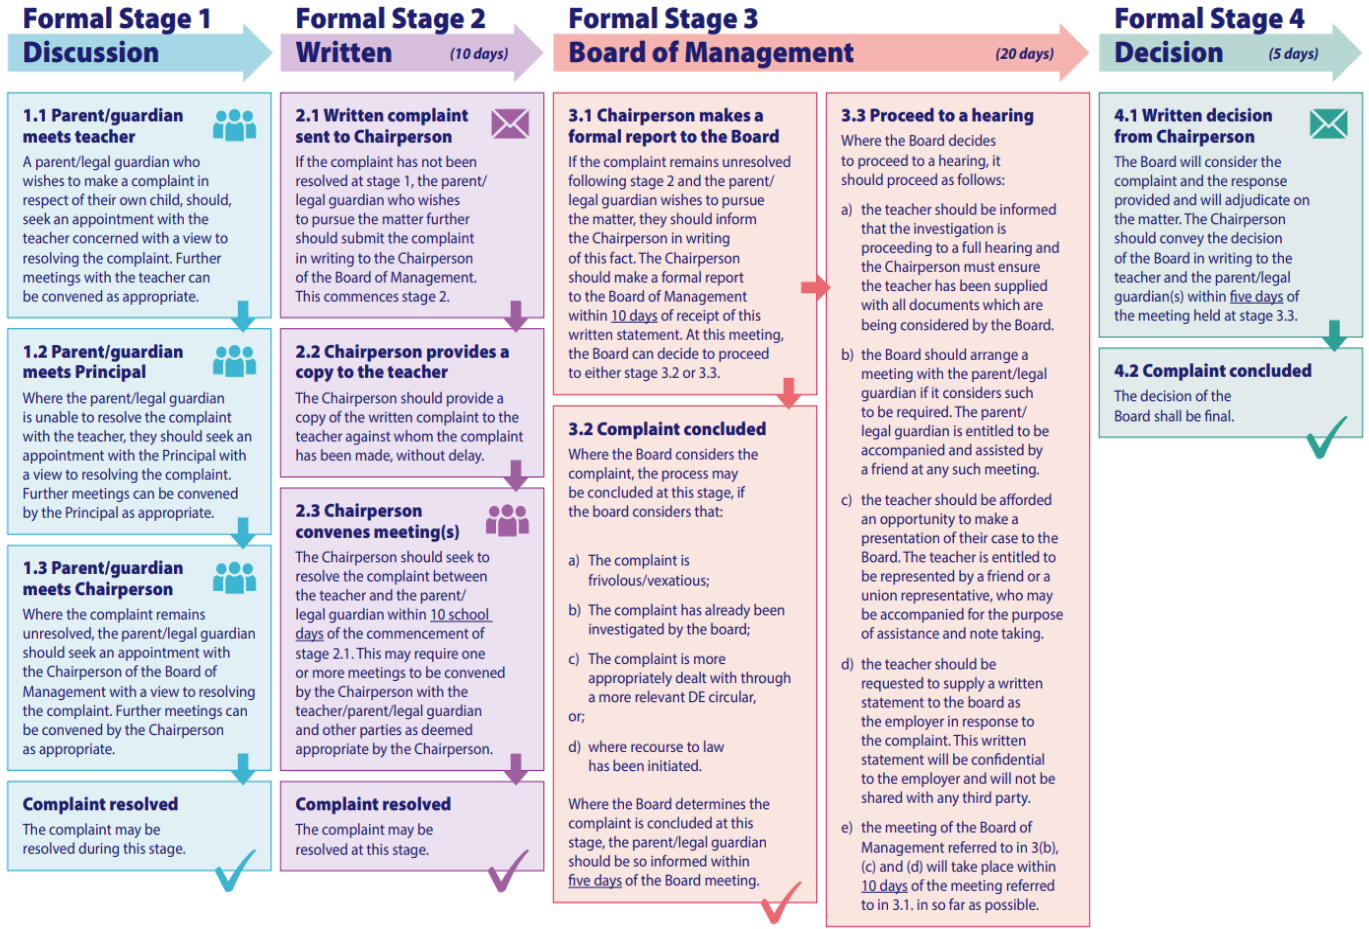 Formal Stage 1
Discussion
1.1 Parent/guardian
meets teacher
A parent/legal guardian who
wishes to make a complaint in
respect of their own child, should,
seek an appointment with the
teacher concerned with a view to
resolving the complaint. Further
meetings with the teacher can
be convened as appropriate.
1.2 Parent/guardian
meets Principal
Where the parent/legal guardian
is unable to resolve the complaint
with the teacher, they should seek an
appointment with the Principal with
a view to resolving the complaint.
Further meetings can be convened
by the Principal as appropriate.
1.3 Parent/guardian
meets Chairperson
Where the complaint remains
unresolved, the parent/legal guardian
should seek an appointment with
the Chairperson of the Board of
Management with a view to resolving
the complaint. Further meetings can
be convened by the Chairperson
as appropriate.
Complaint resolved
The complaint may be
resolved during this stage.
Formal Stage 2
Written (10 days)
2.1 Written complaint
sent to Chairperson
If the complaint has not been
resolved at stage 1, the parent/
legal guardian who wishes
to pursue the matter further
should submit the complaint
in writing to the Chairperson
of the Board of Management.
This commences stage 2.
2.2 Chairperson provides a
copy to the teacher
The Chairperson should provide a
copy of the written complaint to the
teacher against whom the complaint
has been made, without delay.
2.3 Chairperson
convenes meeting(s)
The Chairperson should seek to
resolve the complaint between
the teacher and the parent/
legal guardian within 10 school
days of the commencement of
stage 2.1. This may require one
or more meetings to be convened
by the Chairperson with the
teacher/parent/legal guardian
and other parties as deemed
appropriate by the Chairperson.
Complaint resolved
The complaint may be
resolved at this stage.
Formal Stage 3
Board of Management (20 days)
3.1 Chairperson makes a
formal report to the Board
If the complaint remains unresolved
following stage 2 and the parent/
legal guardian wishes to pursue
the matter, they should inform
the Chairperson in writing
of this fact. The Chairperson
should make a formal report
to the Board of Management
within 10 days of receipt of this
written statement. At this meeting,
the Board can decide to proceed
to either stage 3.2 or 3.3.
3.2 Complaint concluded
Where the Board considers the
complaint, the process may
be concluded at this stage, if
the board considers that:
a) The complaint is
frivolous/vexatious;
b) The complaint has already been
investigated by the board;
c) The complaint is more
appropriately dealt with through
a more relevant DE circular,
or;
d) where recourse to law
has been initiated.
Where the Board determines the
complaint is concluded at this
stage, the parent/legal guardian
should be so informed within
five days of the Board meeting.
3.3 Proceed to a hearing
Where the Board decides
to proceed to a hearing, it
should proceed as follows:
a) the teacher should be informed
that the investigation is
proceeding to a full hearing and
the Chairperson must ensure
the teacher has been supplied
with all documents which are
being considered by the Board.
b) the Board should arrange a
meeting with the parent/legal
guardian if it considers such
to be required. The parent/
legal guardian is entitled to be
accompanied and assisted by
a friend at any such meeting.
c) the teacher should be afforded
an opportunity to make a
presentation of their case to the
Board. The teacher is entitled to
be represented by a friend or a
union representative, who may
be accompanied for the purpose
of assistance and note taking.
d) the teacher should be
requested to supply a written
statement to the board as
the employer in response to
the complaint. This written
statement will be confidential
to the employer and will not be
shared with any third party.
e) the meeting of the Board of
Management referred to in 3(b),
(c) and (d) will take place within
10 days of the meeting referred
to in 3.1. in so far as possible.
Formal Stage 4
Decision (5 days)
4.1 Written decision
from Chairperson
The Board will consider the
complaint and the response
provided and will adjudicate on
the matter. The Chairperson
should convey the decision
of the Board in writing to the
teacher and the parent/legal
guardian(s) within five days of
the meeting held at stage 3.3.
4.2 Complaint concluded
The decision of the
Board shall be final.